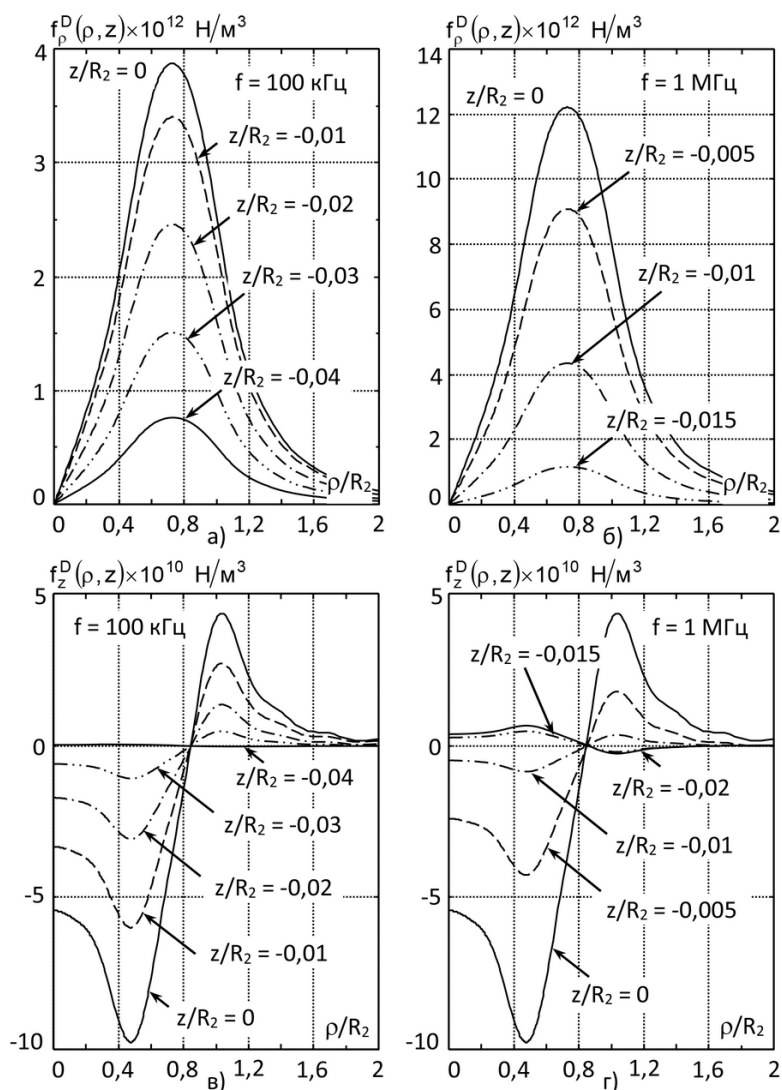 f_ρ^D(ρ,z)×10^12 Н/м³
z/R₂ = 0
f = 100 кГц
z/R₂ = -0,01
z/R₂ = -0,02
z/R₂ = -0,03
z/R₂ = -0,04
4
3
2
1
0
ρ/R₂
0 0,4 0,8 1,2 1,6 2
а)
f_ρ^D(ρ,z)×10^12 Н/м³
z/R₂ = 0
f = 1 МГц
z/R₂ = -0,005
z/R₂ = -0,01
z/R₂ = -0,015
14
12
10
8
6
4
2
0
ρ/R₂
0 0,4 0,8 1,2 1,6 2
б)
f_z^D(ρ,z)×10^10 Н/м³
f = 100 кГц
z/R₂ = -0,04
z/R₂ = -0,03
z/R₂ = -0,02
z/R₂ = -0,01
z/R₂ = 0
5
0
-5
-10
ρ/R₂
0 0,4 0,8 1,2 1,6 2
в)
f_z^D(ρ,z)×10^10 Н/м³
f = 1 МГц
z/R₂ = -0,015
z/R₂ = -0,02
z/R₂ = -0,01
z/R₂ = -0,005
z/R₂ = 0
5
0
-5
-10
ρ/R₂
0 0,4 0,8 1,2 1,6 2
г)